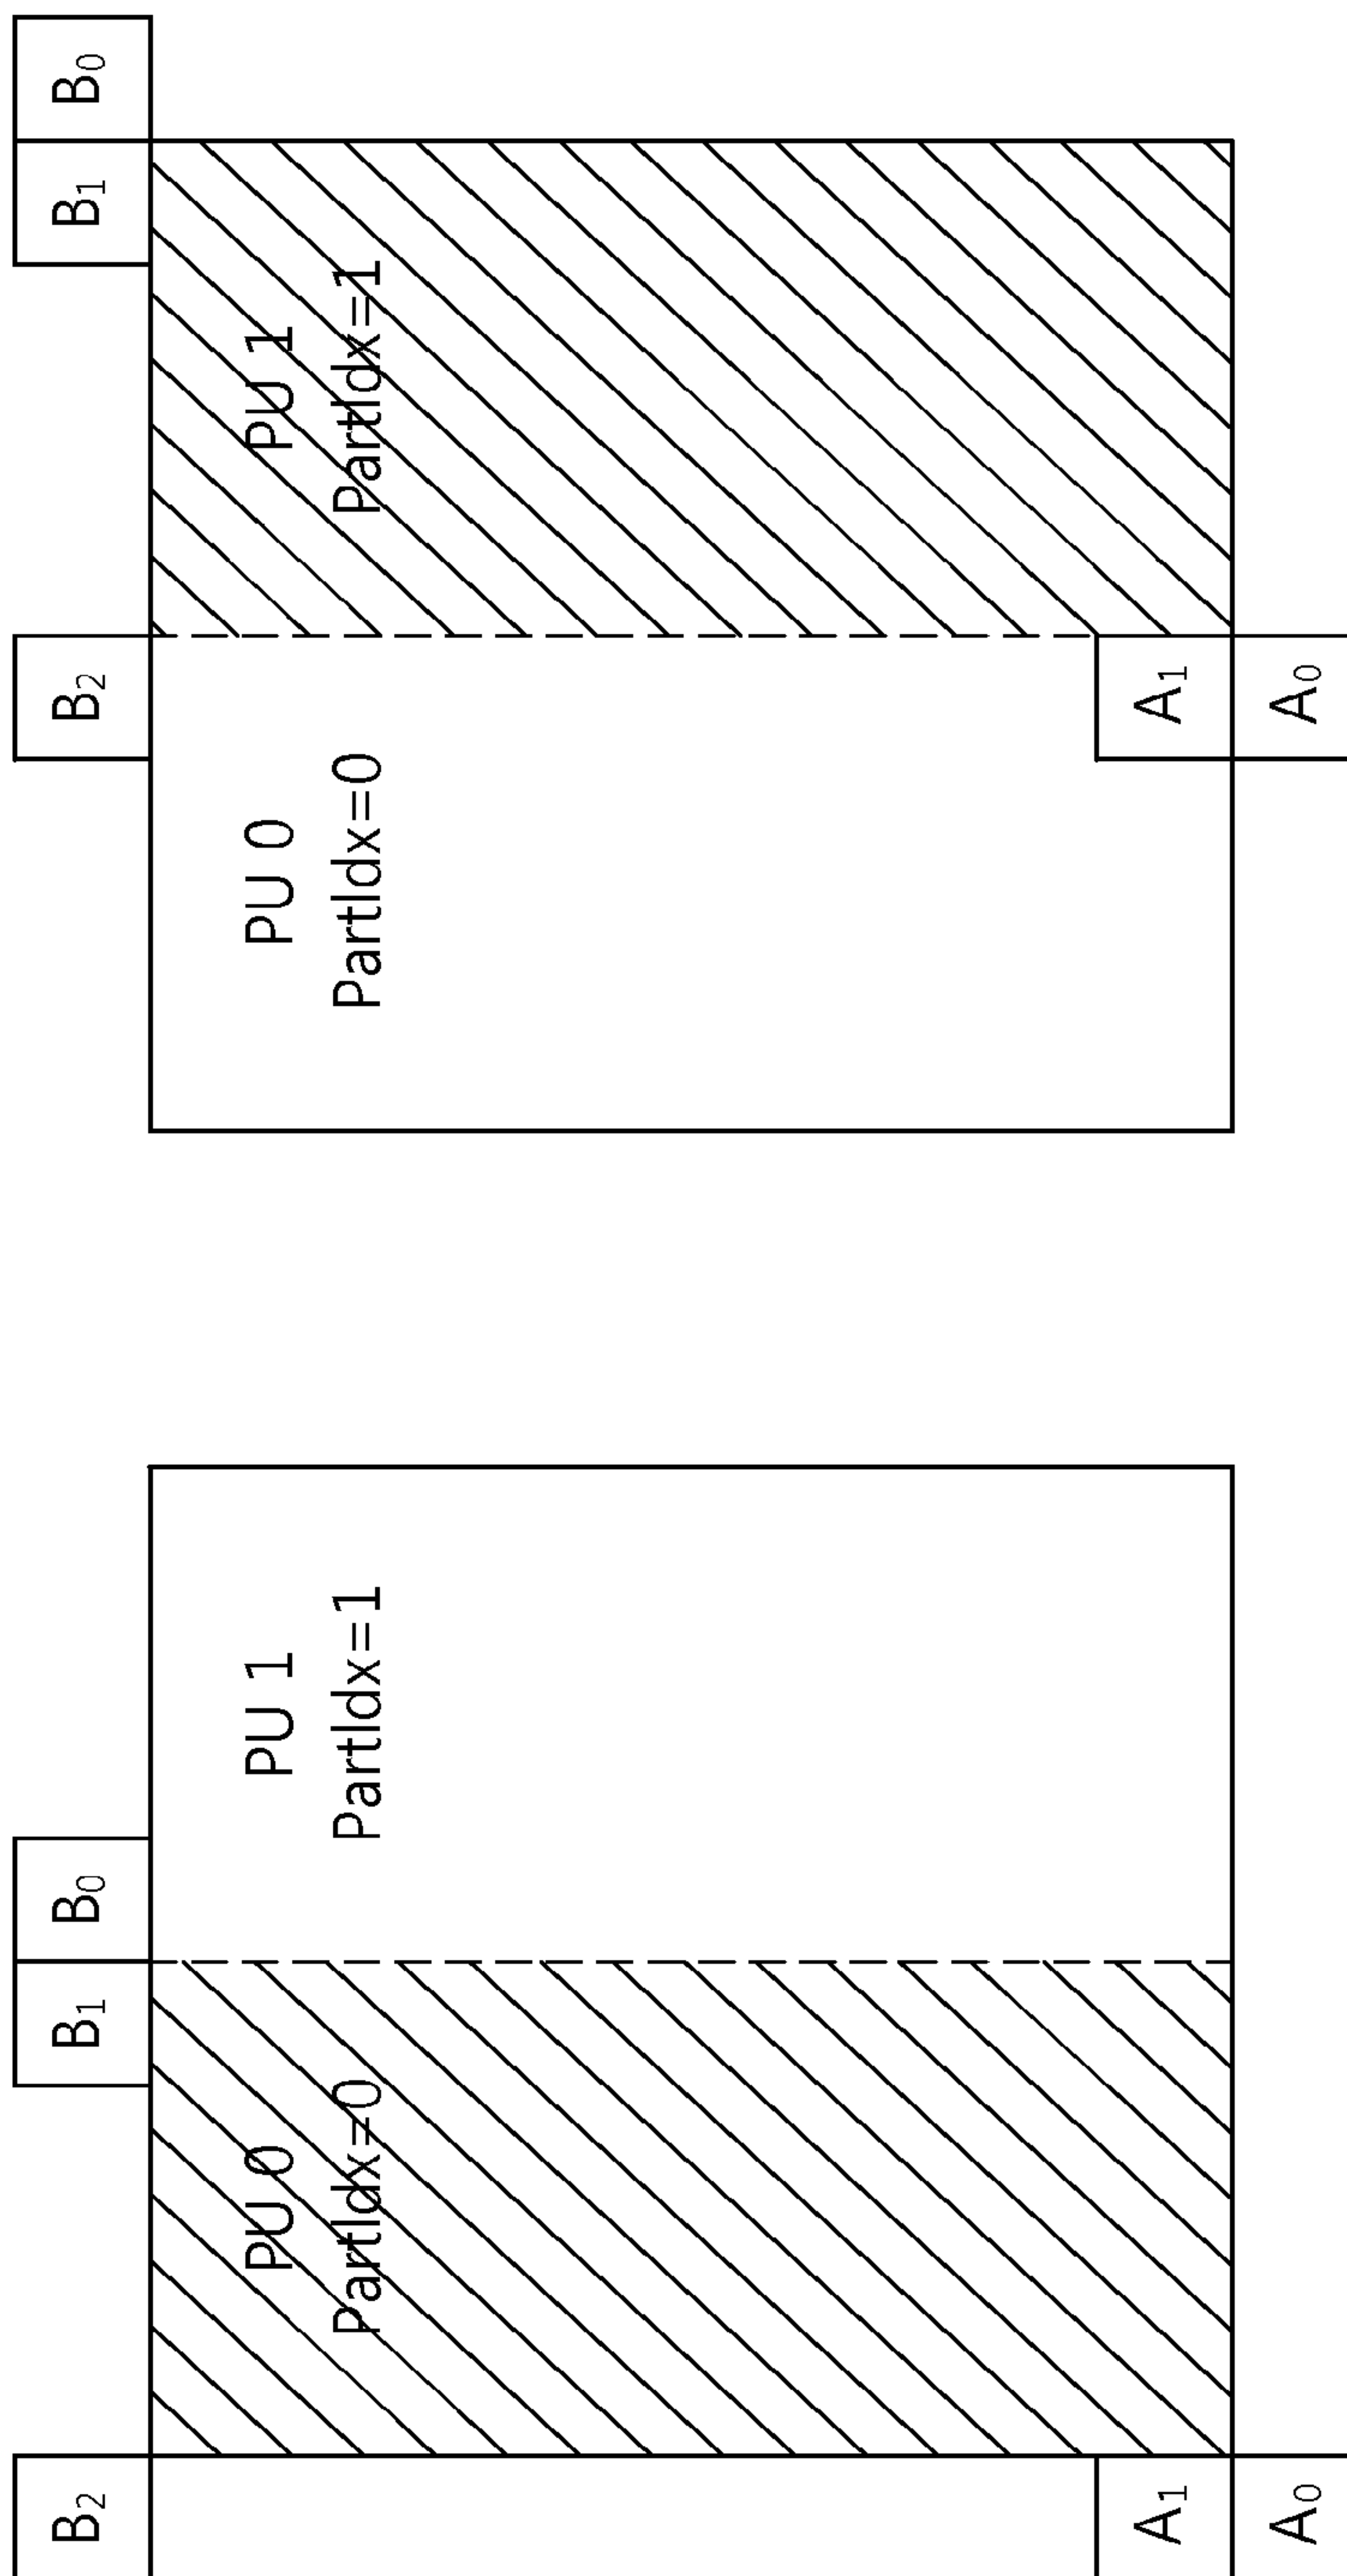 B₂
B₁
B₀
PU 0
PartIdx=0
PU 1
PartIdx=1
A₁
A₀
B₂
B₁
B₀
PU 0
PartIdx=0
PU 1
PartIdx=1
A₁
A₀